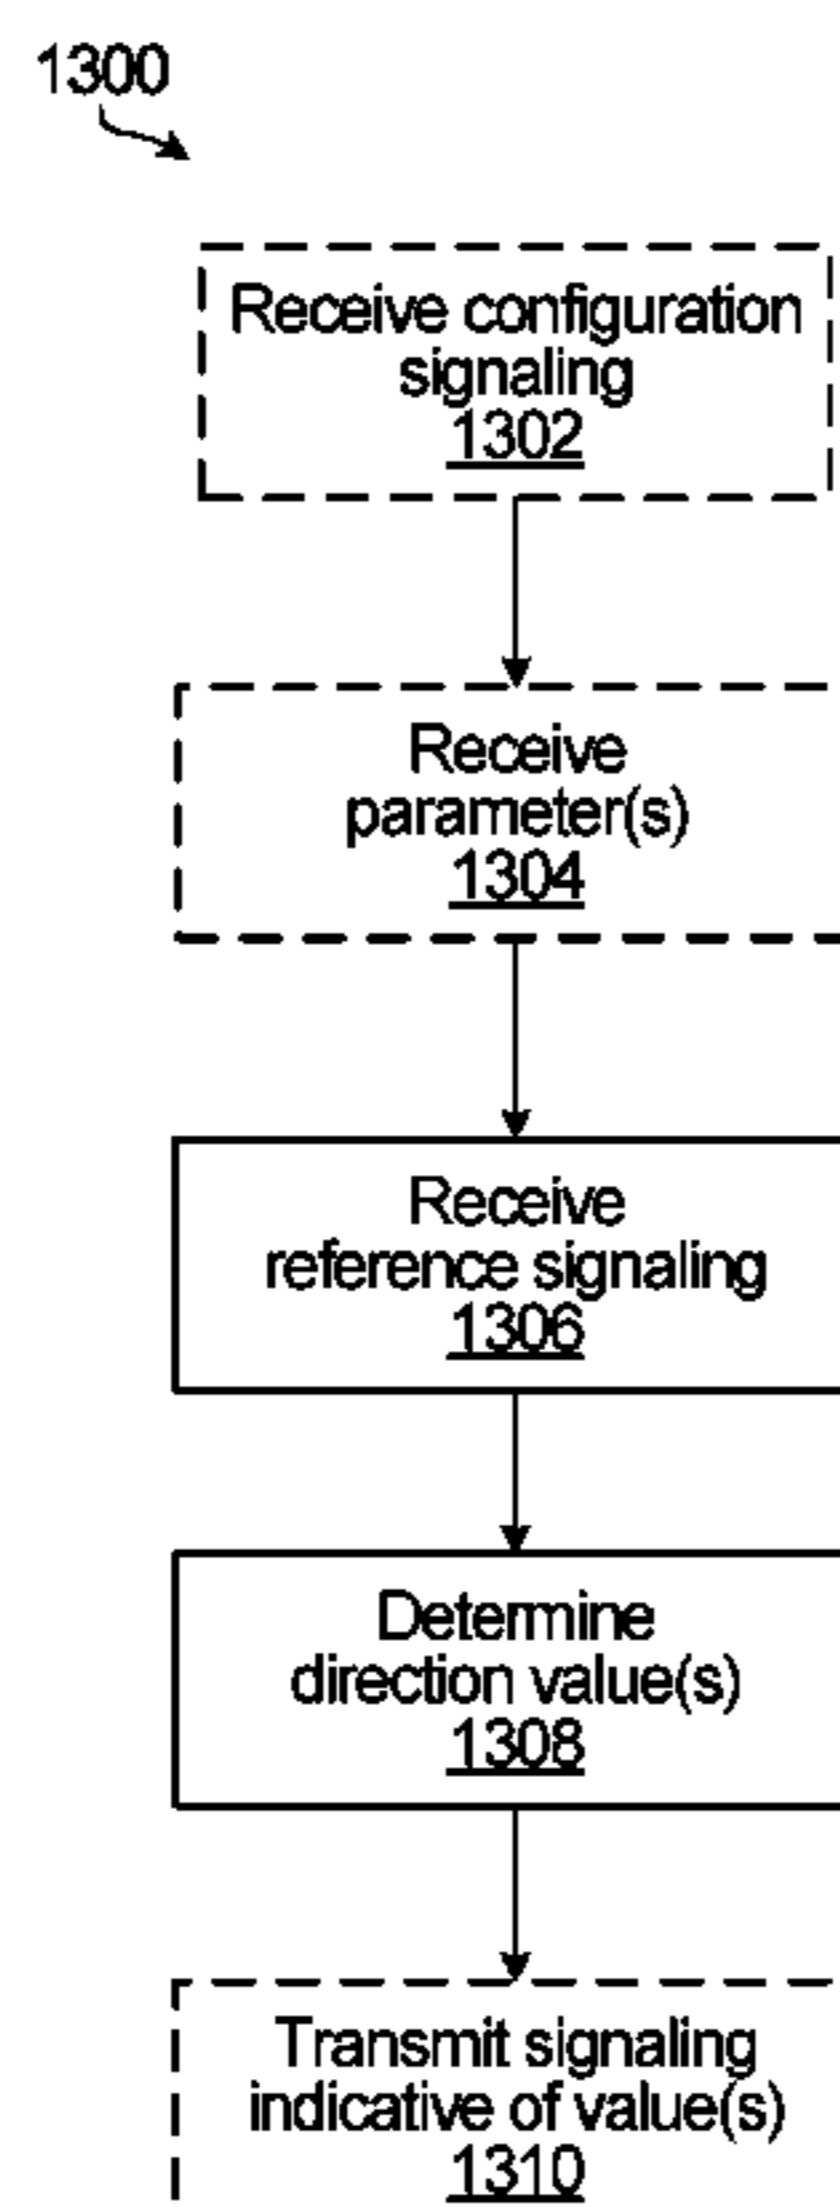 1300
Receive configuration
signaling
1302
Receive
parameter(s)
1304
Receive
reference signaling
1306
Determine
direction value(s)
1308
Transmit signaling
indicative of value(s)
1310